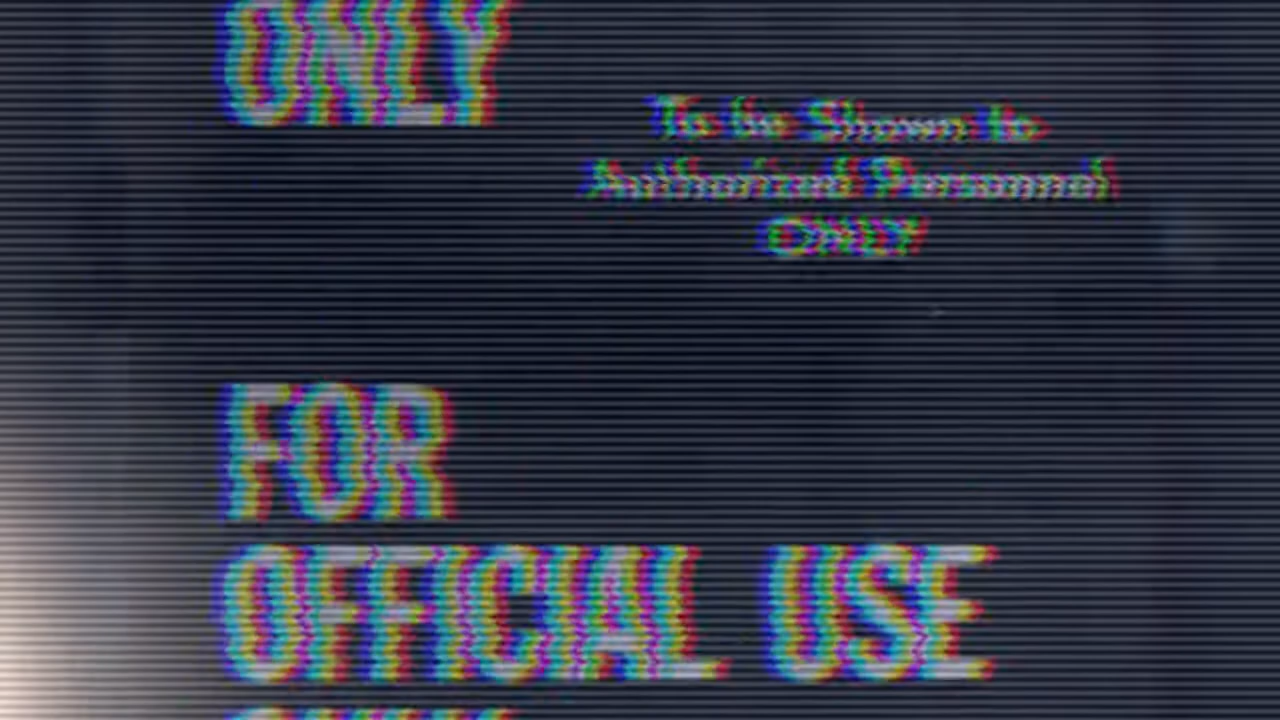 ONLY
To be Shown to
Authorized Personnel
ONLY
FOR
OFFICIAL USE